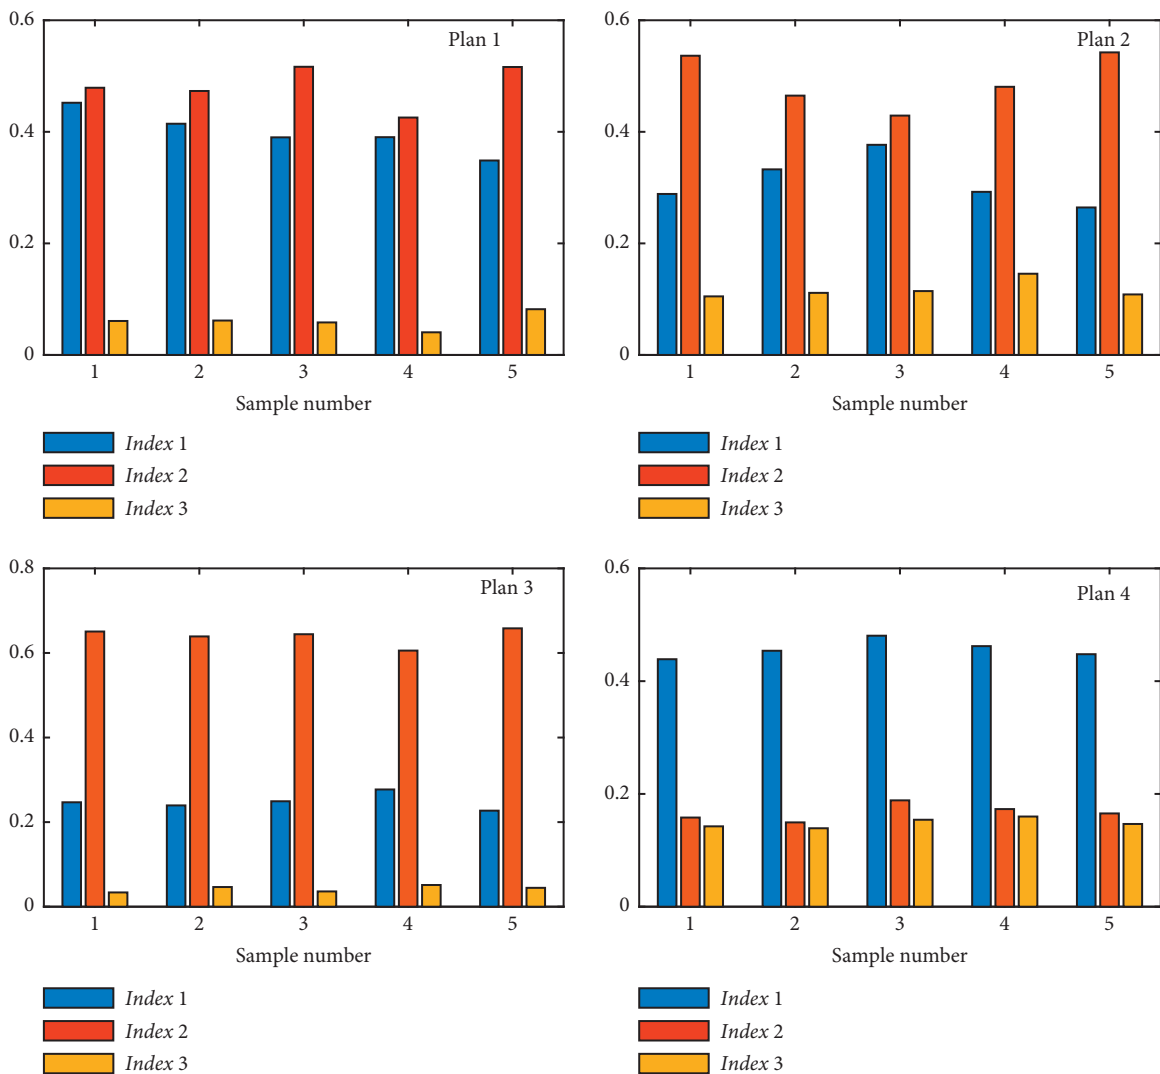 Plan 1
0.6
0.4
0.2
0
1 2 3 4 5
Sample number
Index 1
Index 2
Index 3
Plan 2
0.6
0.4
0.2
0
1 2 3 4 5
Sample number
Index 1
Index 2
Index 3
Plan 3
0.8
0.6
0.4
0.2
0
1 2 3 4 5
Sample number
Index 1
Index 2
Index 3
Plan 4
0.6
0.4
0.2
0
1 2 3 4 5
Sample number
Index 1
Index 2
Index 3